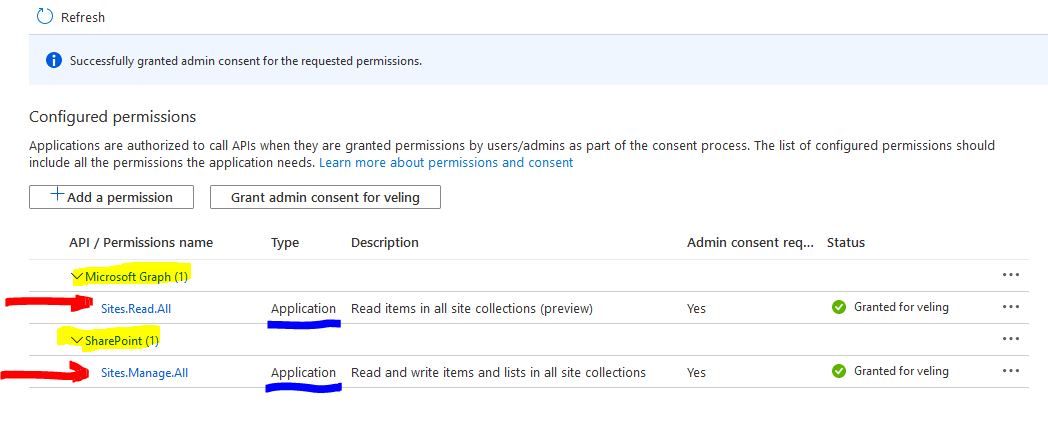 Refresh
Successfully granted admin consent for the requested permissions.
Configured permissions
Applications are authorized to call APIs when they are granted permissions by users/admins as part of the consent process. The list of configured permissions should
include all the permissions the application needs. Learn more about permissions and consent
Add a permission Grant admin consent for veling
API / Permissions name Type Description Admin consent req... Status
Microsoft Graph (1)
Sites.Read.All Application Read items in all site collections (preview) Yes Granted for veling
SharePoint (1)
Sites.Manage.All Application Read and write items and lists in all site collections Yes Granted for veling